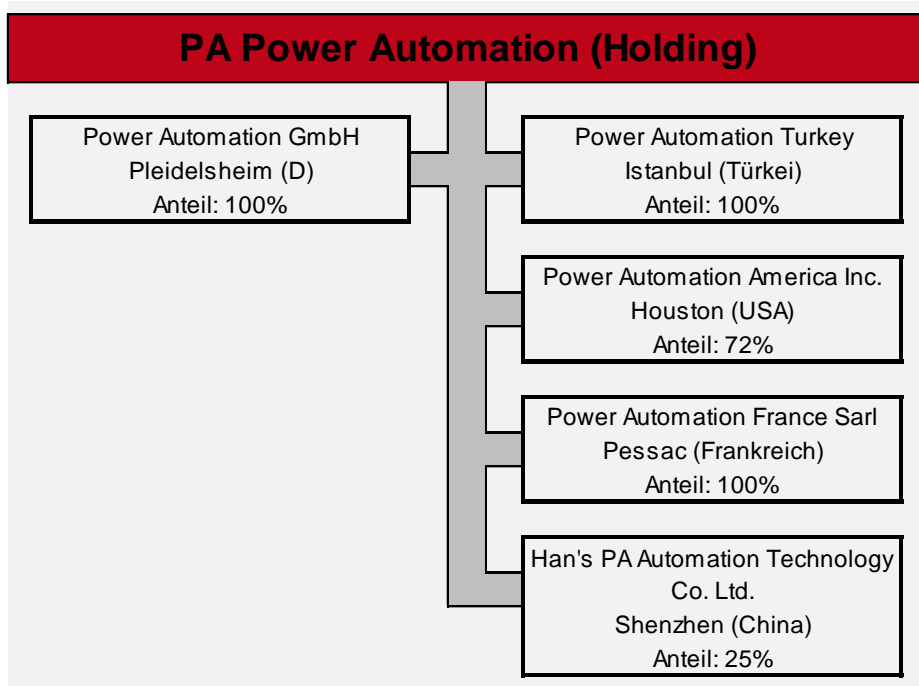 PA Power Automation (Holding)
Power Automation GmbH
Pleidelsheim (D)
Anteil: 100%
Power Automation Turkey
Istanbul (Türkei)
Anteil: 100%
Power Automation America Inc.
Houston (USA)
Anteil: 72%
Power Automation France Sarl
Pessac (Frankreich)
Anteil: 100%
Han's PA Automation Technology
Co. Ltd.
Shenzhen (China)
Anteil: 25%